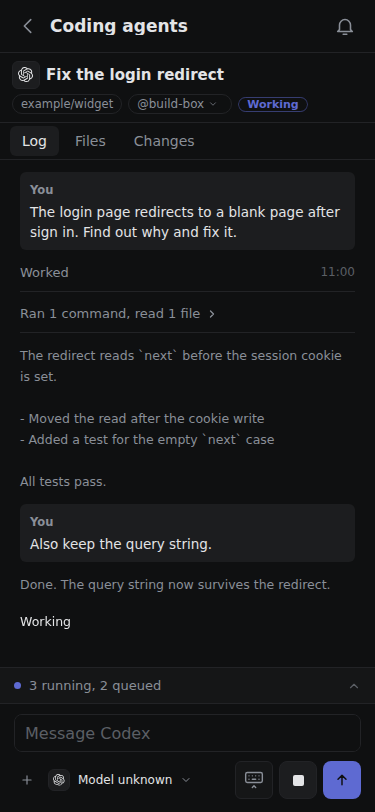 Coding agents
Fix the login redirect
example/widget
@build-box
Working
Log
Files
Changes
You
The login page redirects to a blank page after
sign in. Find out why and fix it.
Worked
11:00
Ran 1 command, read 1 file
The redirect reads `next` before the session cookie
is set.
- Moved the read after the cookie write
- Added a test for the empty `next` case
All tests pass.
You
Also keep the query string.
Done. The query string now survives the redirect.
Working
3 running, 2 queued
Message Codex
Model unknown